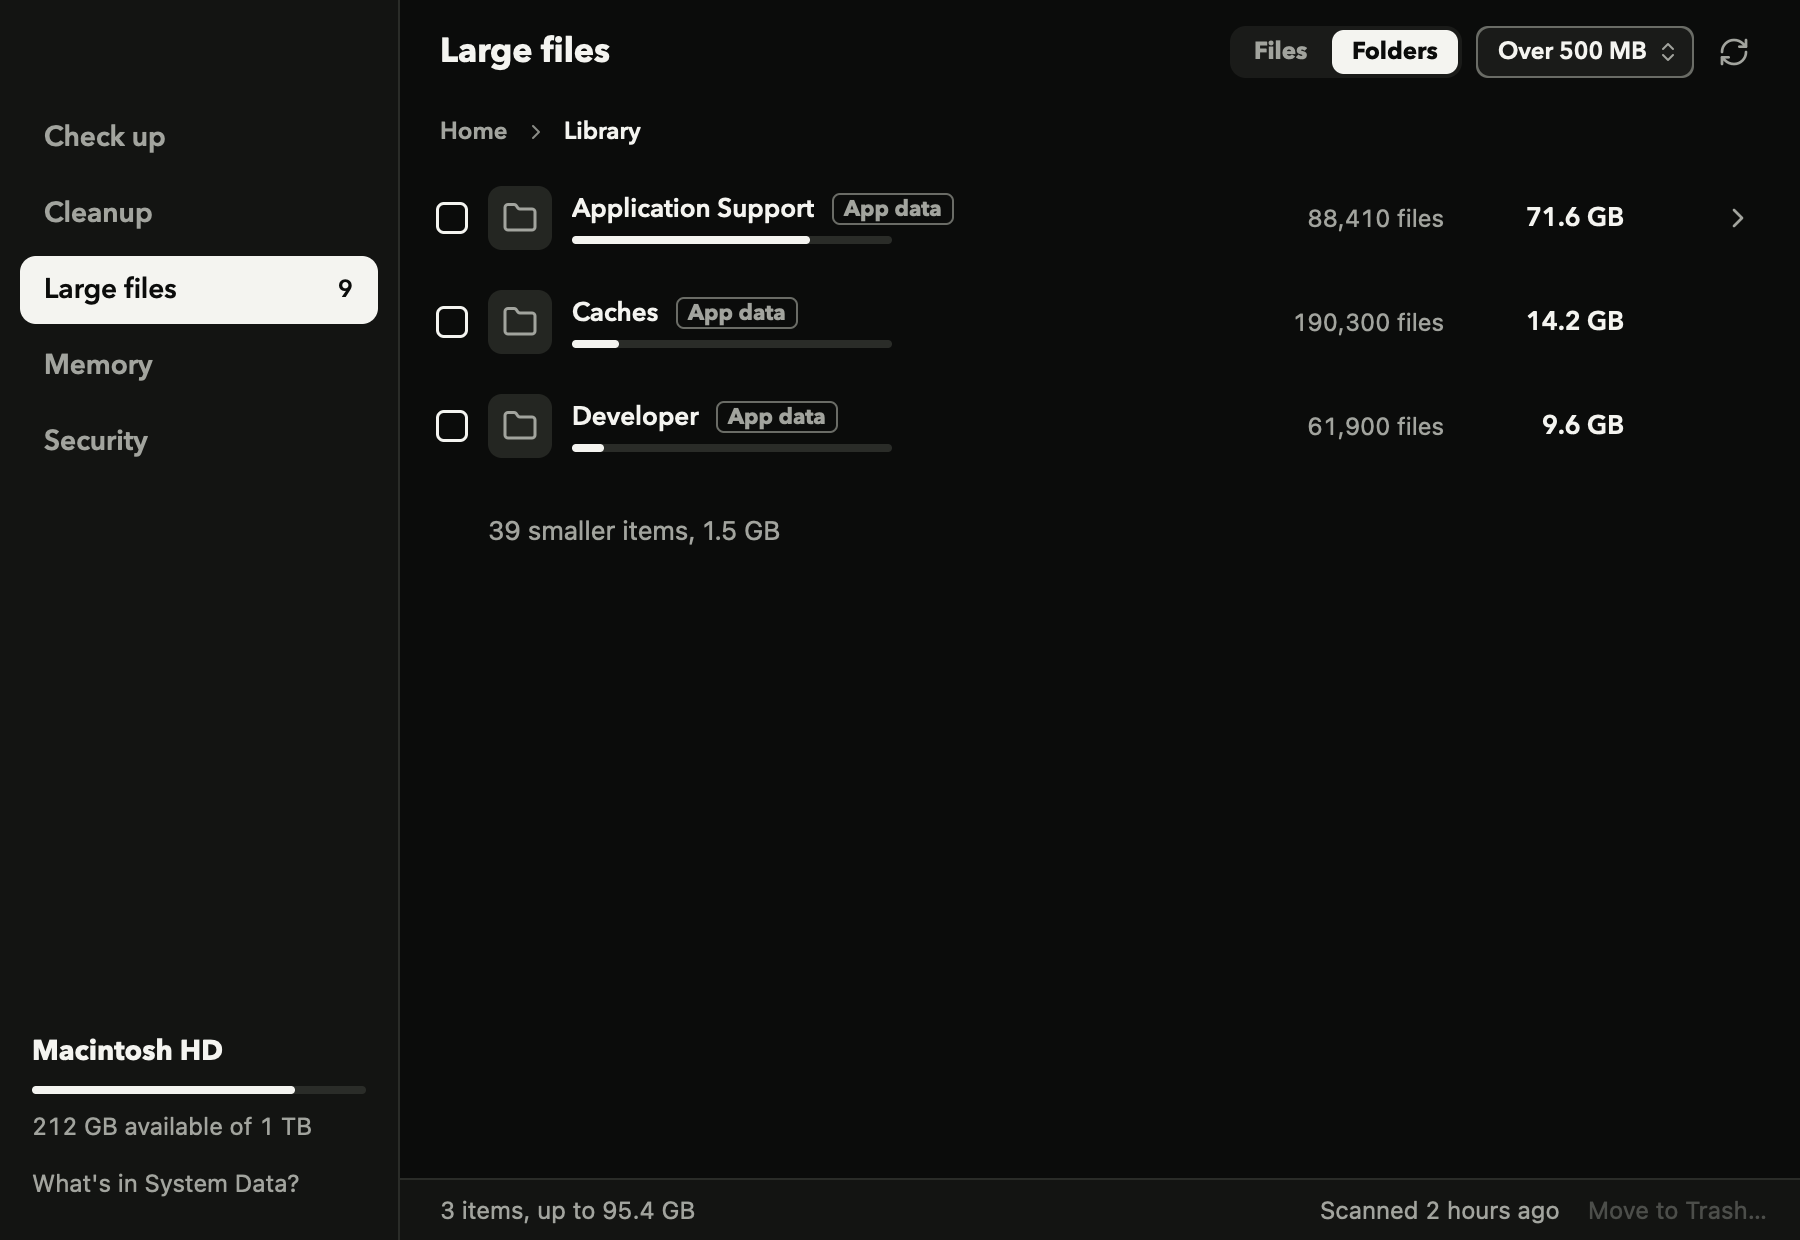 Large files
Files
Folders
Over 500 MB
Home
Library
Check up
Cleanup
Large files 9
Memory
Security
Application Support App data 88,410 files 71.6 GB
Caches App data 190,300 files 14.2 GB
Developer App data 61,900 files 9.6 GB
39 smaller items, 1.5 GB
Macintosh HD
212 GB available of 1 TB
What's in System Data?
3 items, up to 95.4 GB
Scanned 2 hours ago
Move to Trash...